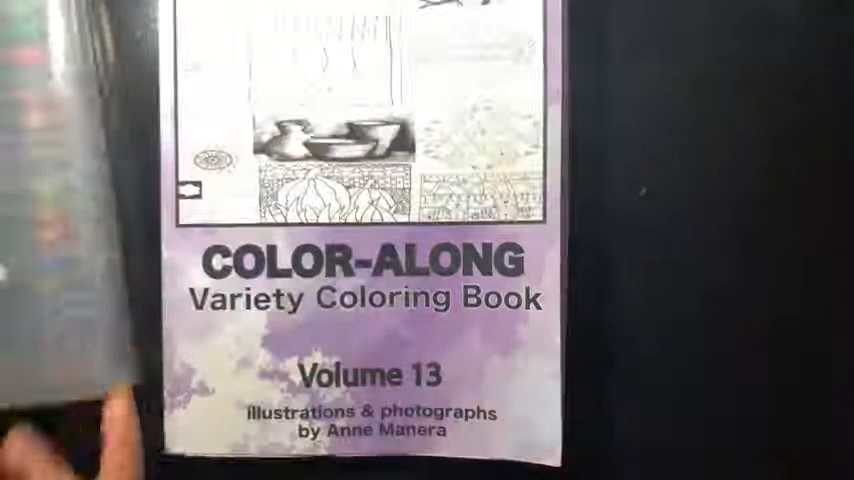 COLOR-ALONG
Variety Coloring Book
Volume 13
illustrations & photographs
by Anne Manera